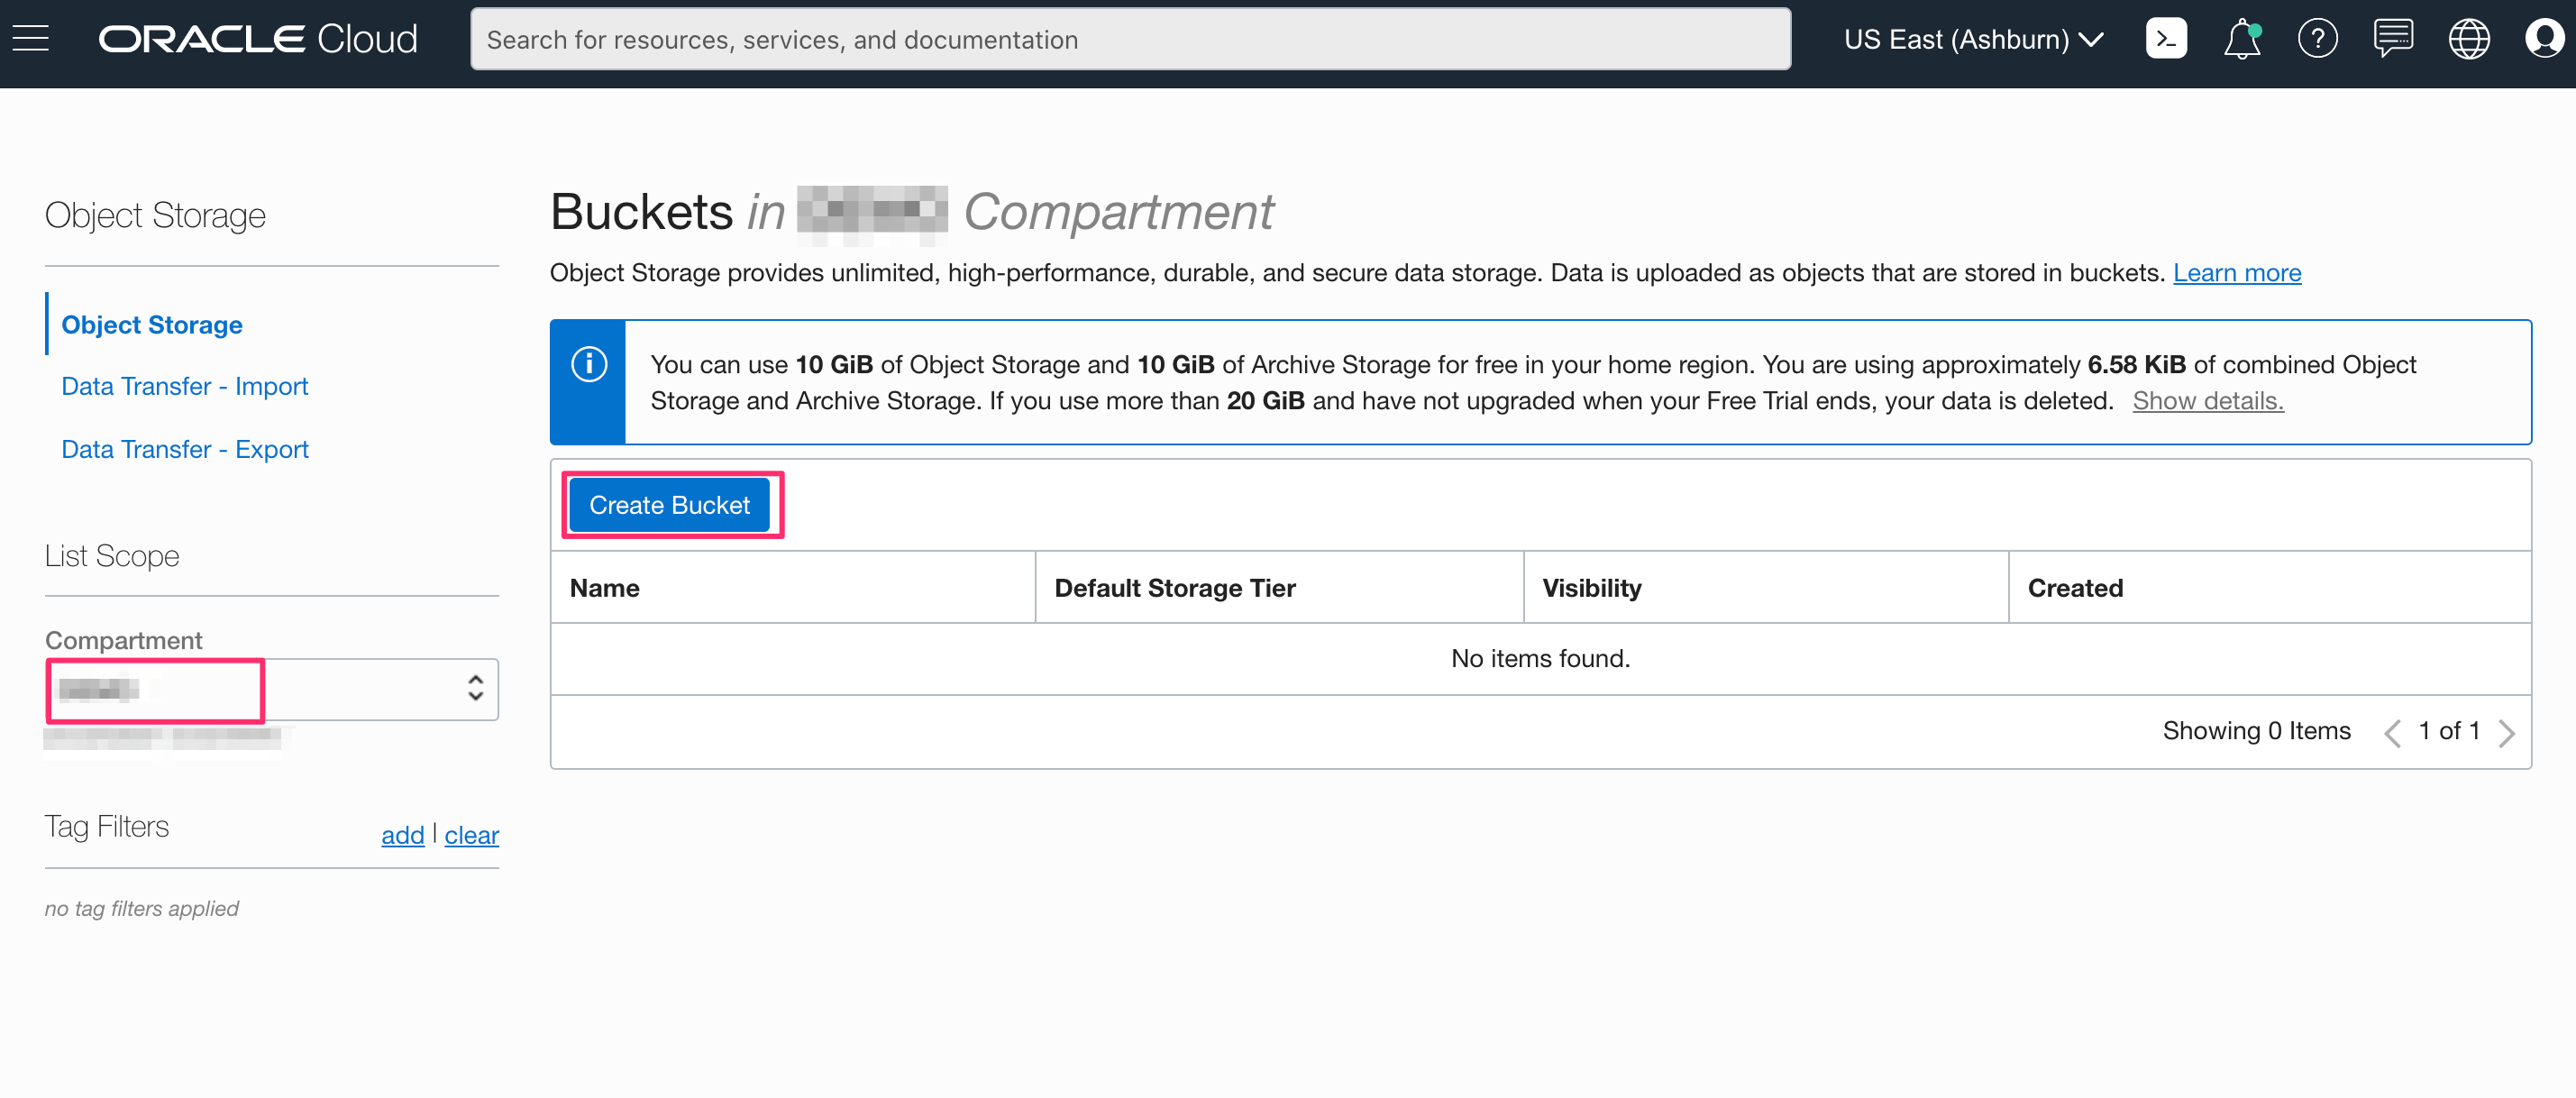 ORACLE Cloud
Search for resources, services, and documentation
US East (Ashburn)
Object Storage
Object Storage
Data Transfer - Import
Data Transfer - Export
List Scope
Compartment
Tag Filters
add | clear
no tag filters applied
Buckets in Compartment
Object Storage provides unlimited, high-performance, durable, and secure data storage. Data is uploaded as objects that are stored in buckets. Learn more
You can use 10 GiB of Object Storage and 10 GiB of Archive Storage for free in your home region. You are using approximately 6.58 KiB of combined Object
Storage and Archive Storage. If you use more than 20 GiB and have not upgraded when your Free Trial ends, your data is deleted. Show details.
Create Bucket
Name Default Storage Tier Visibility Created
No items found.
Showing 0 Items < 1 of 1 >